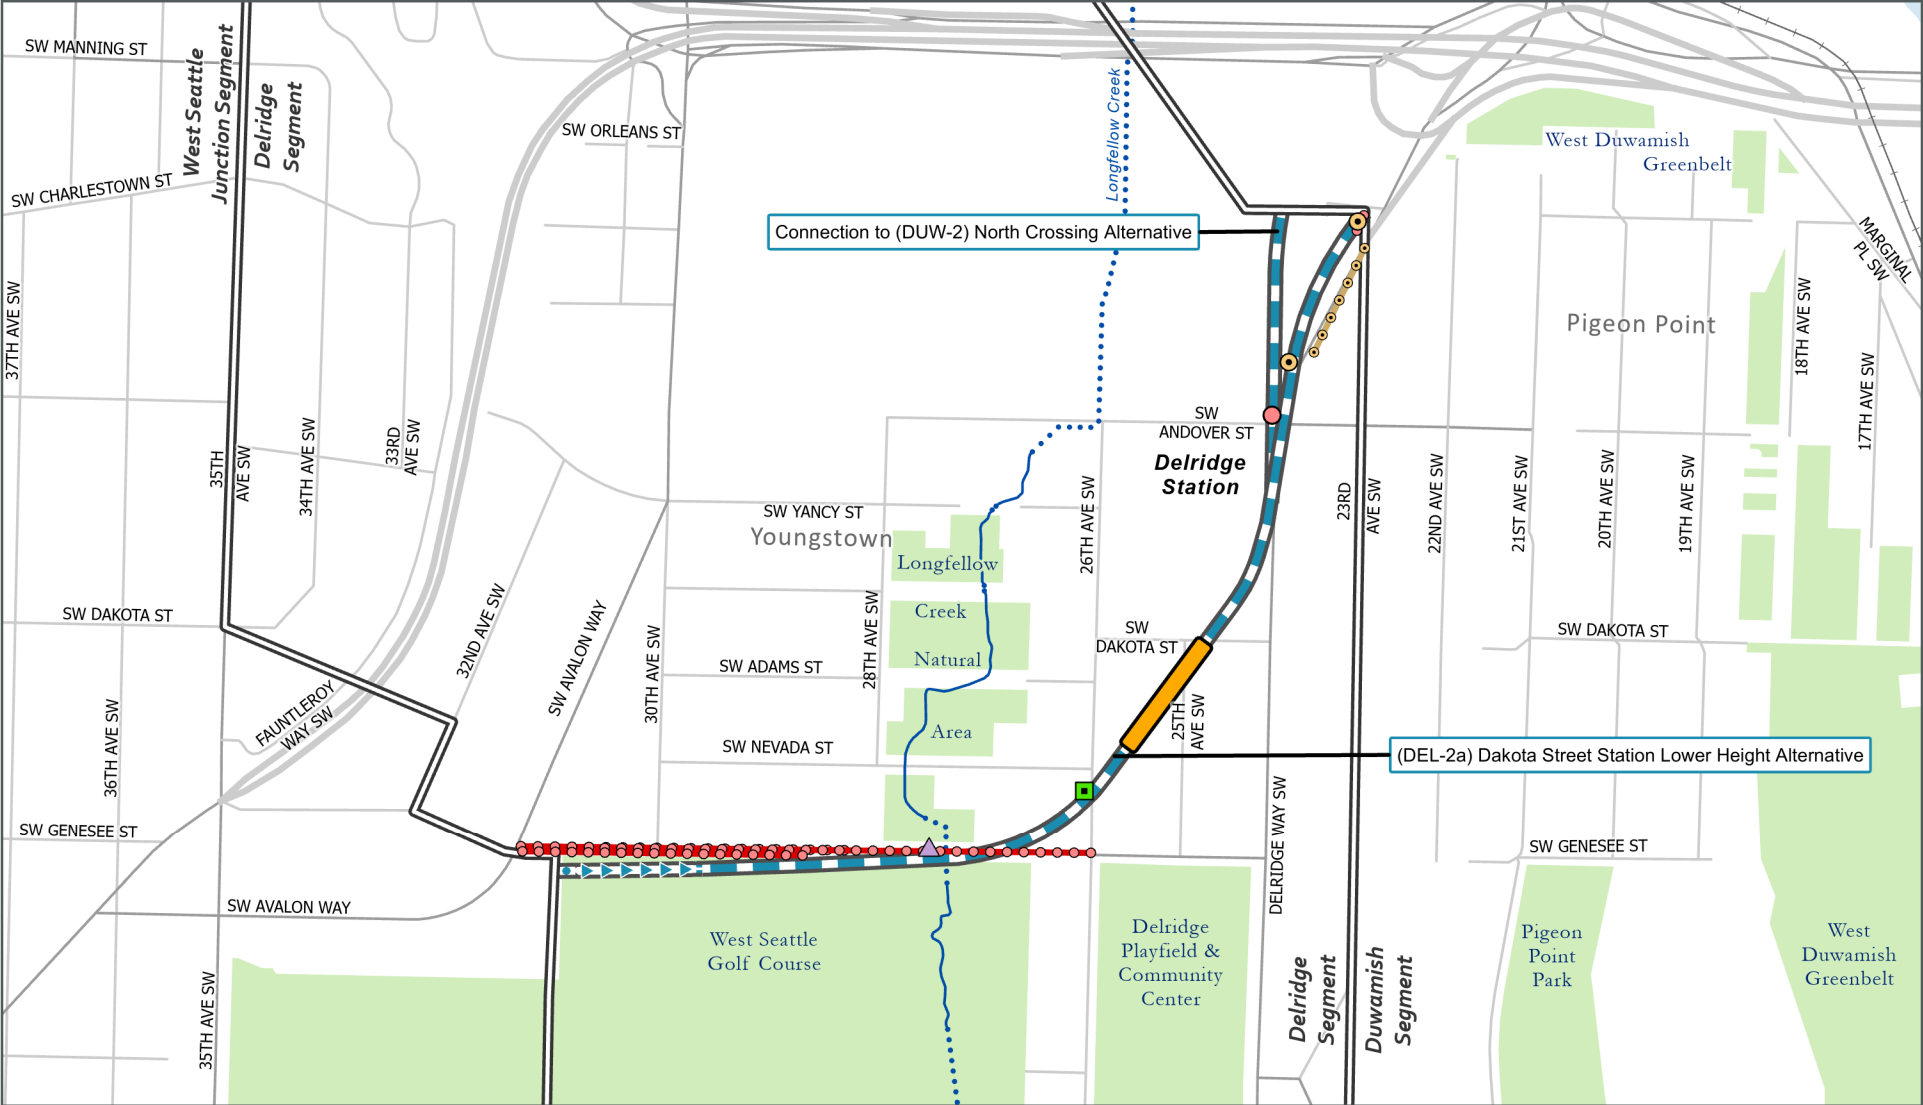 SW MANNING ST
West Seattle
Junction Segment
Delridge
Segment
SW ORLEANS ST
Longfellow Creek
West Duwamish
Greenbelt
SW CHARLESTOWN ST
Connection to (DUW-2) North Crossing Alternative
MARGINAL
PL SW
37TH AVE SW
18TH AVE SW
Pigeon Point
17TH AVE SW
35TH
AVE SW
34TH AVE SW
33RD
AVE SW
SW
ANDOVER ST
Delridge
Station
SW YANCY ST
Youngstown
26TH AVE SW
23RD
AVE SW
22ND AVE SW
21ST AVE SW
20TH AVE SW
19TH AVE SW
Longfellow
Creek
Natural
Area
SW DAKOTA ST
32ND AVE SW
SW AVALON WAY
30TH AVE SW
28TH AVE SW
SW ADAMS ST
SW
DAKOTA ST
SW DAKOTA ST
FAUNTLEROY
WAY SW
36TH AVE SW
SW NEVADA ST
25TH
AVE SW
(DEL-2a) Dakota Street Station Lower Height Alternative
SW GENESEE ST
DELRIDGE WAY SW
SW GENESEE ST
SW AVALON WAY
West Seattle
Golf Course
Delridge
Playfield &
Community
Center
Pigeon
Point
Park
West
Duwamish
Greenbelt
35TH AVE SW
Delridge
Segment
Duwamish
Segment